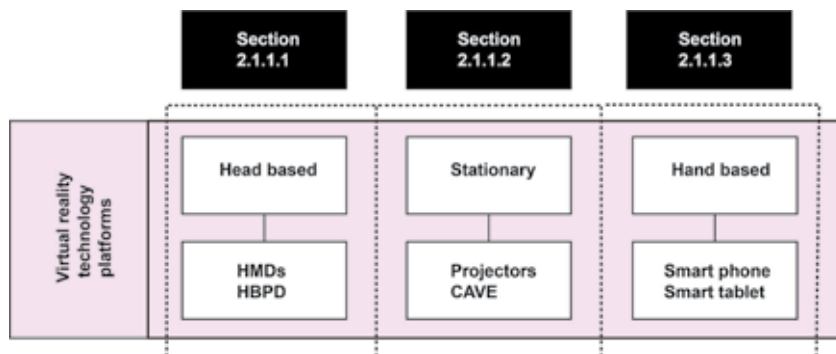 Section
2.1.1.1
Section
2.1.1.2
Section
2.1.1.3
Virtual reality
technology
platforms
Head based
Stationary
Hand based
HMDs
HBPD
Projectors
CAVE
Smart phone
Smart tablet